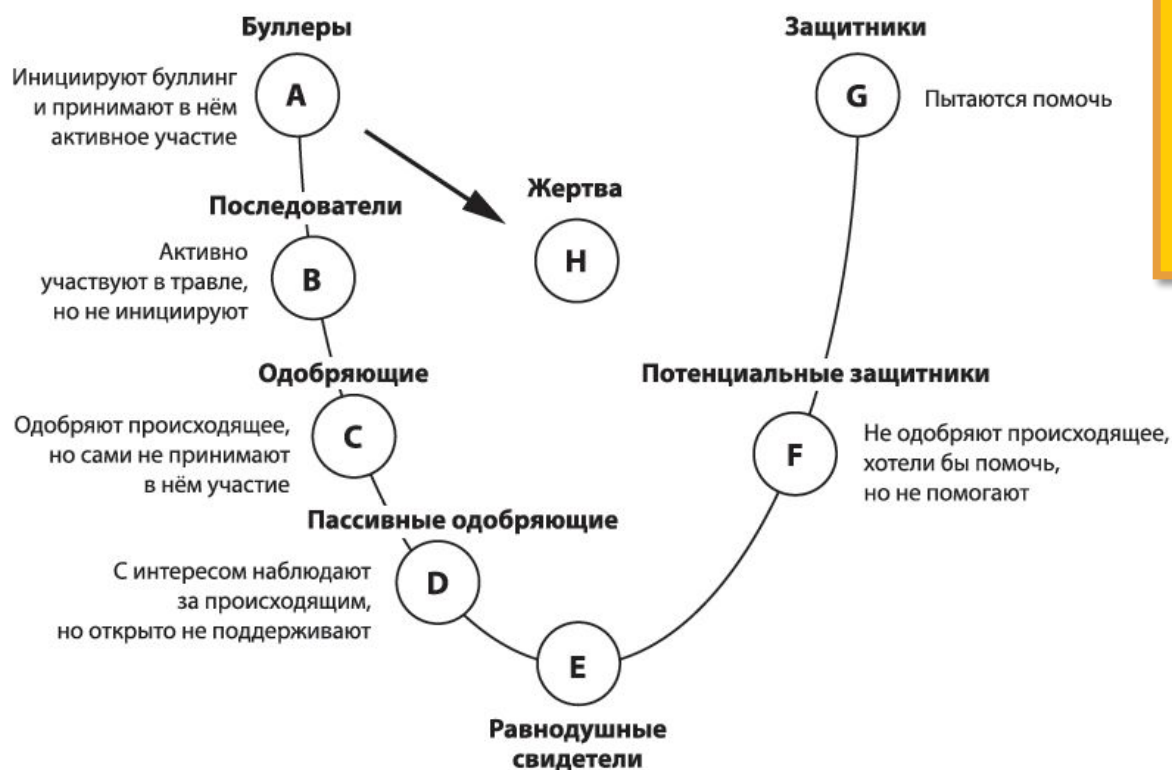 Буллеры
A
Инициируют буллинг
и принимают в нём
активное участие
Последователи
B
Активно
участвуют в травле,
но не инициируют
Одобряющие
C
Одобряют происходящее,
но сами не принимают
в нём участие
Пассивные одобряющие
D
С интересом наблюдают
за происходящим,
но открыто не поддерживают
E
Равнодушные
свидетели
Потенциальные защитники
F
Не одобряют происходящее,
хотели бы помочь,
но не помогают
Защитники
G
Пытаются помочь
Жертва
H